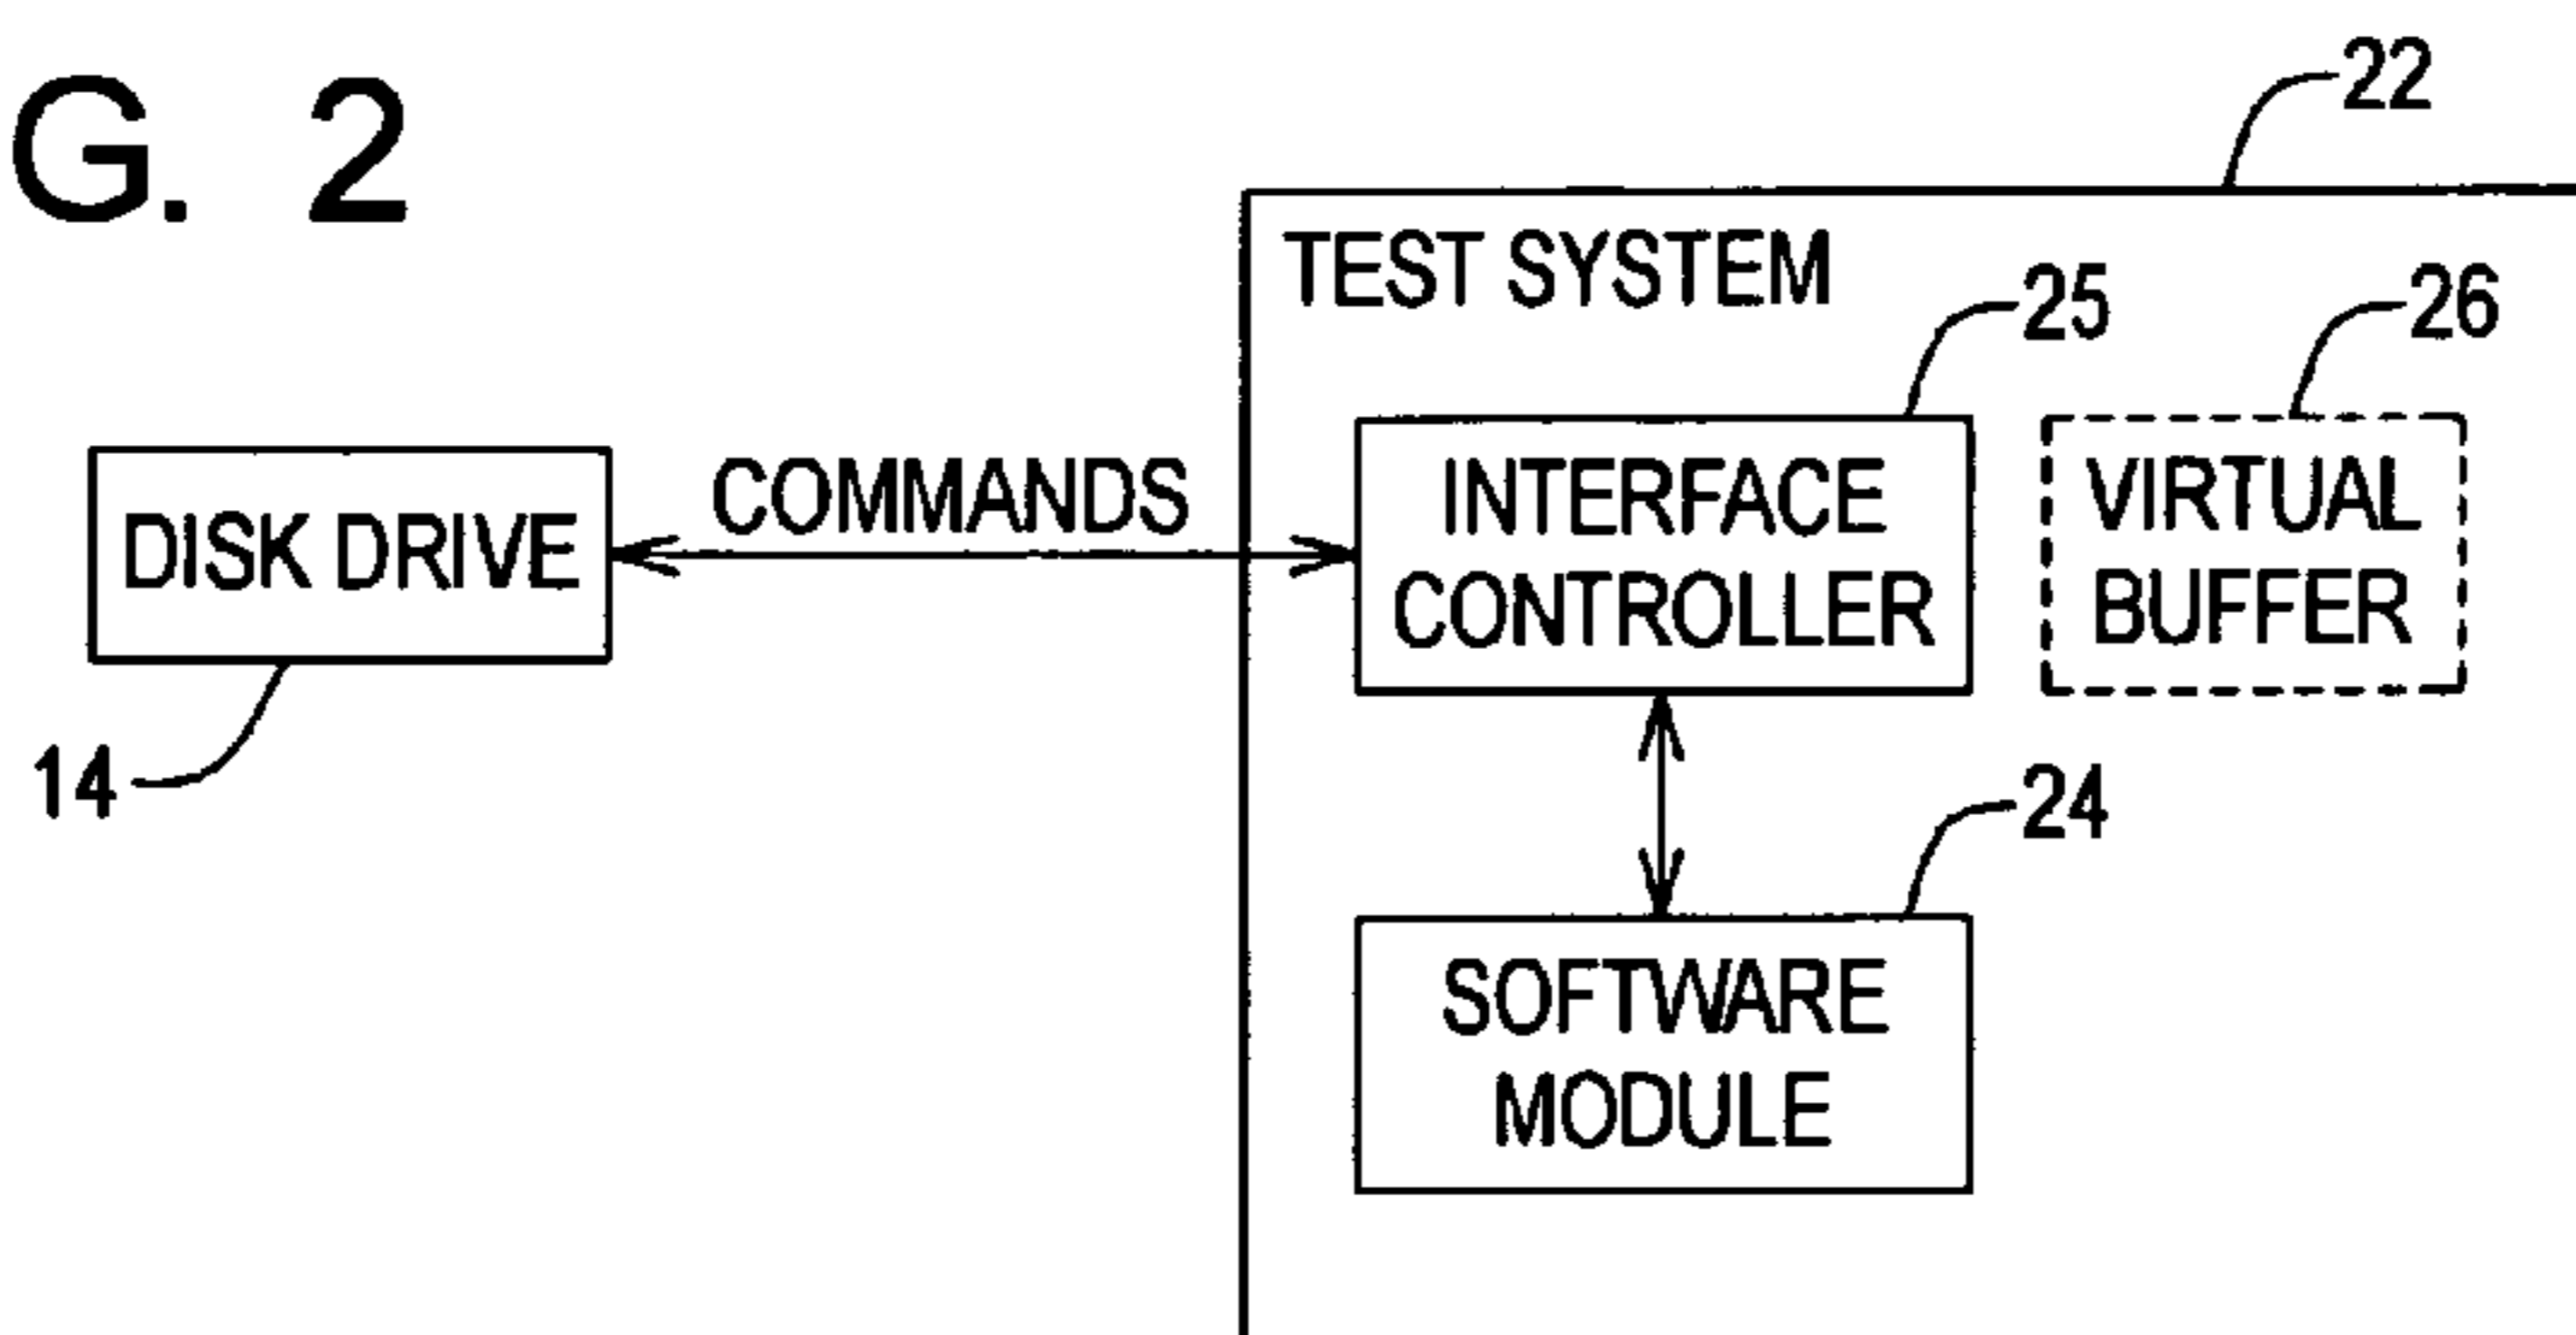 G. 2
22
TEST SYSTEM
25
26
DISK DRIVE
COMMANDS
INTERFACE
CONTROLLER
VIRTUAL
BUFFER
14
24
SOFTWARE
MODULE